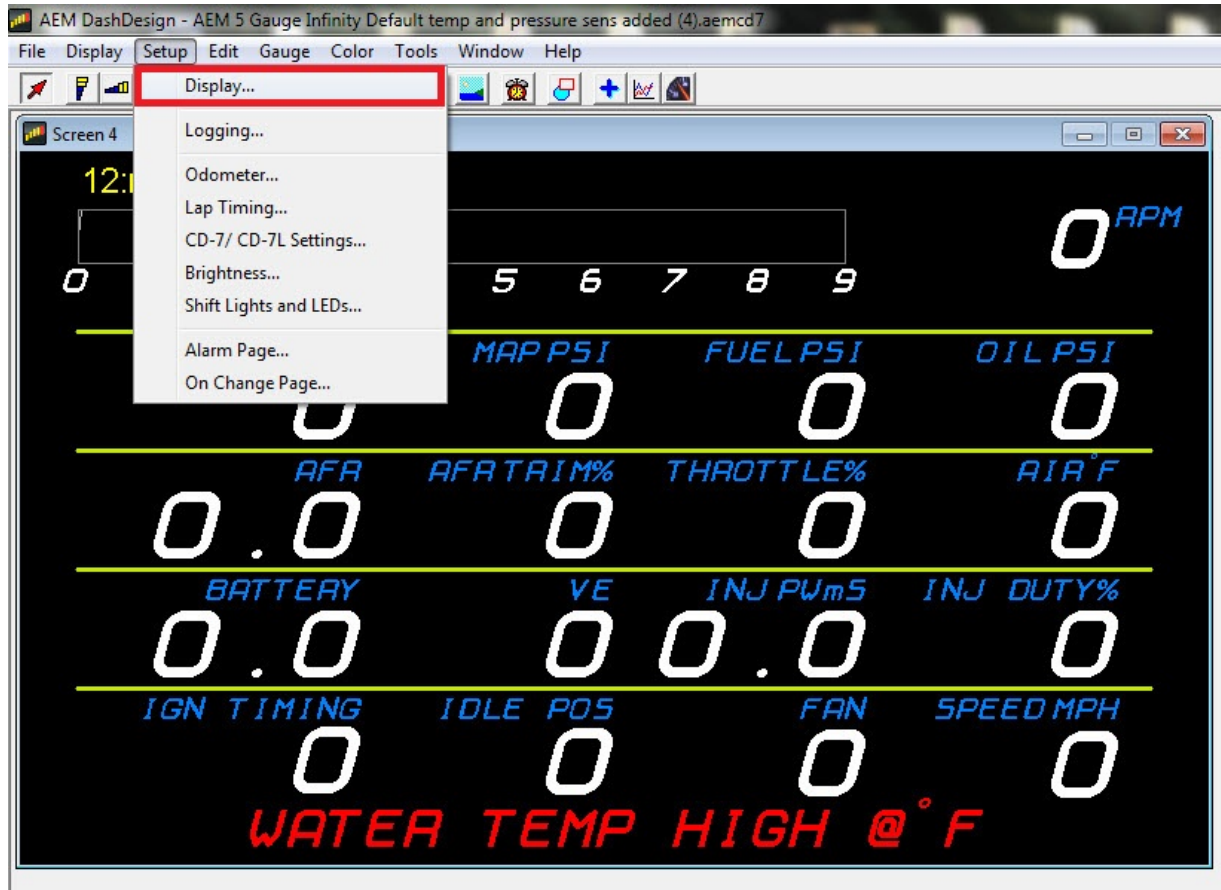 AEM DashDesign - AEM 5 Gauge Infinity Default temp and pressure sens added (4).aemcd7
File Display Setup Edit Gauge Color Tools Window Help
Display...
Logging...
Odometer...
Lap Timing...
CD-7/ CD-7L Settings...
Brightness...
Shift Lights and LEDs...
Alarm Page...
On Change Page...
Screen 4
12:
0 RPM
0 5 6 7 8 9
MAP PSI FUEL PSI OIL PSI
0 0 0 0
AFR AFR TRIM% THROTTLE% AIR°F
0.0 0 0 0
BATTERY VE INJ PWmS INJ DUTY%
0.0 0 0.0 0
IGN TIMING IDLE POS FAN SPEED MPH
0 0 0 0
WATER TEMP HIGH @°F